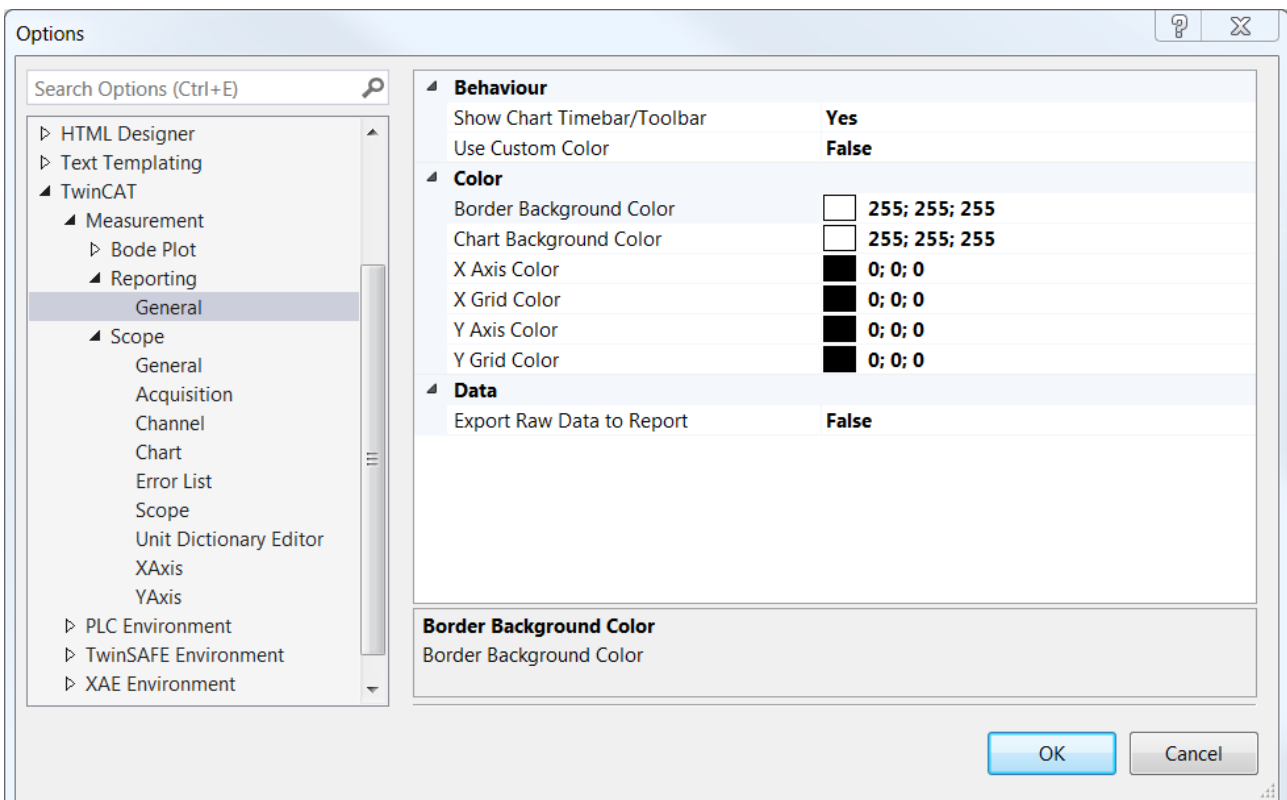 Options
Search Options (Ctrl+E)
HTML Designer
Text Templating
TwinCAT
Measurement
Bode Plot
Reporting
General
Scope
General
Acquisition
Channel
Chart
Error List
Scope
Unit Dictionary Editor
XAxis
YAxis
PLC Environment
TwinSAFE Environment
XAE Environment
Behaviour
Show Chart Timebar/Toolbar Yes
Use Custom Color False
Color
Border Background Color 255; 255; 255
Chart Background Color 255; 255; 255
X Axis Color 0; 0; 0
X Grid Color 0; 0; 0
Y Axis Color 0; 0; 0
Y Grid Color 0; 0; 0
Data
Export Raw Data to Report False
Border Background Color
Border Background Color
OK Cancel